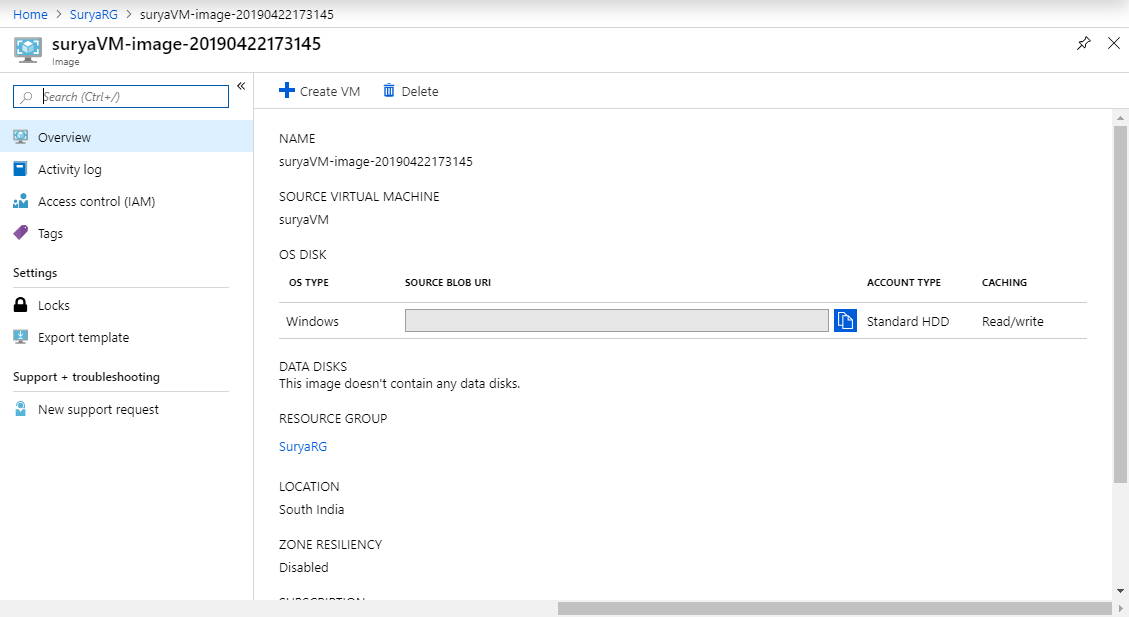 Home > SuryaRG > suryaVM-image-20190422173145
suryaVM-image-20190422173145
Image
Search (Ctrl+/)
«
Overview
Activity log
Access control (IAM)
Tags
Settings
Locks
Export template
Support + troubleshooting
New support request
Create VM Delete
NAME
suryaVM-image-20190422173145
SOURCE VIRTUAL MACHINE
suryaVM
OS DISK
OS TYPE SOURCE BLOB URI ACCOUNT TYPE CACHING
Windows Standard HDD Read/write
DATA DISKS
This image doesn't contain any data disks.
RESOURCE GROUP
SuryaRG
LOCATION
South India
ZONE RESILIENCY
Disabled
SUBSCRIPTION